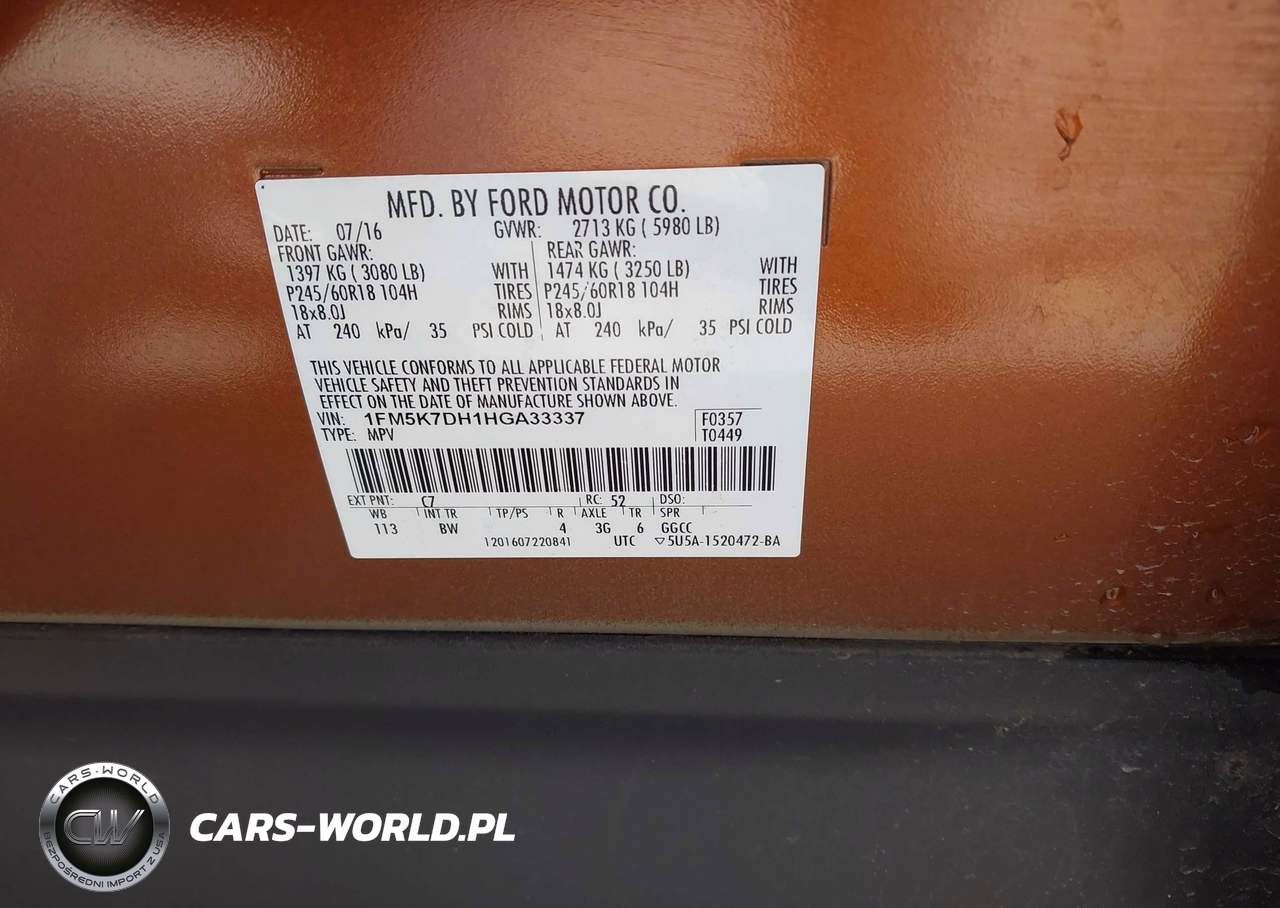 MFD. BY FORD MOTOR CO.
DATE: 07/16 GVWR: 2713 KG ( 5980 LB)
FRONT GAWR: REAR GAWR:
1397 KG ( 3080 LB) WITH 1474 KG ( 3250 LB) WITH
P245/60R18 104H TIRES P245/60R18 104H TIRES
18x8.0J RIMS 18x8.0J RIMS
AT 240 kPa/ 35 PSI COLD AT 240 kPa/ 35 PSI COLD
THIS VEHICLE CONFORMS TO ALL APPLICABLE FEDERAL MOTOR
VEHICLE SAFETY AND THEFT PREVENTION STANDARDS IN
EFFECT ON THE DATE OF MANUFACTURE SHOWN ABOVE.
VIN: 1FM5K7DH1HGA33337 F0357
TYPE: MPV T0449
EXT PNT: C7 RC: 52 DSO:
WB INT TR TP/PS R AXLE TR SPR
113 BW 4 3G 6 GGCC
1201607220841 UTC ▽5U5A-1520472-BA
CARS-WORLD
CW
BEZPOŚREDNI IMPORT Z USA
CARS-WORLD.PL